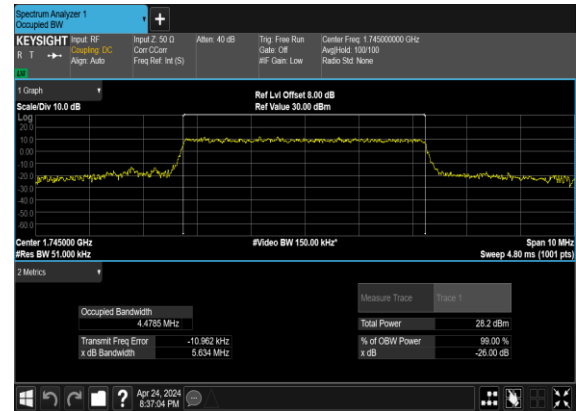 Spectrum Analyzer 1
Occupied BW
KEYSIGHT
R T
LXI
Input: RF
Coupling: DC
Align: Auto
Input Z: 50 Ω
Corr CCorr
Freq Ref: Int (S)
Atten: 40 dB
Trig: Free Run
Gate: Off
#IF Gain: Low
Center Freq: 1.745000000 GHz
Avg|Hold: 100/100
Radio Std: None
1 Graph
Scale/Div 10.0 dB
Ref Lvl Offset 8.00 dB
Ref Value 30.00 dBm
Log
20.0
10.0
0.00
-10.0
-20.0
-30.0
-40.0
-50.0
-60.0
Center 1.745000 GHz
#Res BW 51.000 kHz
#Video BW 150.00 kHz*
Span 10 MHz
Sweep 4.80 ms (1001 pts)
2 Metrics
Measure Trace Trace 1
Occupied Bandwidth
4.4785 MHz
Total Power 28.2 dBm
Transmit Freq Error -10.962 kHz
% of OBW Power 99.00 %
x dB Bandwidth 5.634 MHz
x dB -26.00 dB
Apr 24, 2024
8:37:04 PM